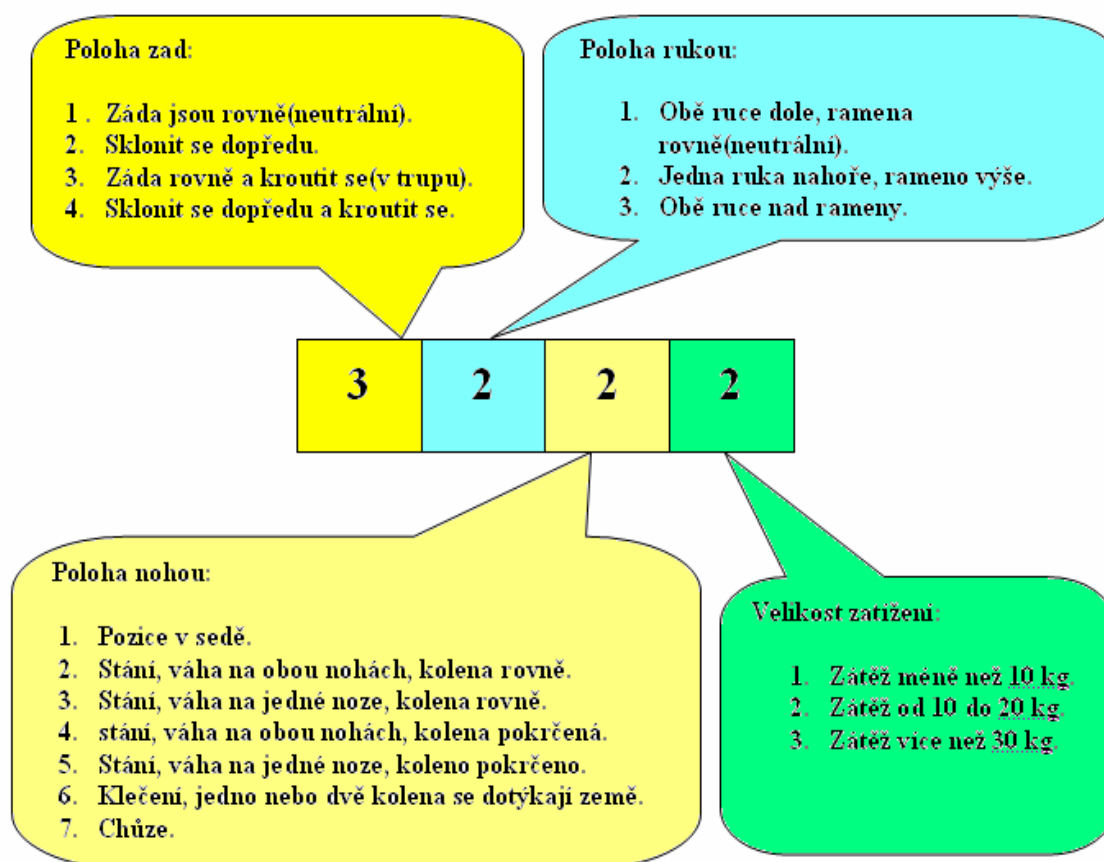 Poloha zad:
1 . Záda jsou rovně(neutrální).
2. Sklonit se dopředu.
3. Záda rovně a kroutit se(v trupu).
4. Sklonit se dopředu a kroutit se.
Poloha rukou:
1. Obě ruce dole, ramena
rovně(neutrální).
2. Jedna ruka nahoře, rameno výše.
3. Obě ruce nad rameny.
3 2 2 2
Poloha nohou:
1. Pozice v sedě.
2. Stání, váha na obou nohách, kolena rovně.
3. Stání, váha na jedné noze, kolena rovně.
4. stání, váha na obou nohách, kolena pokrčená.
5. Stání, váha na jedné noze, koleno pokrčeno.
6. Klečení, jedno nebo dvě kolena se dotýkají země.
7. Chůze.
Velikost zatížení:
1. Zátěž méně než 10 kg.
2. Zátěž od 10 do 20 kg.
3. Zátěž více než 30 kg.